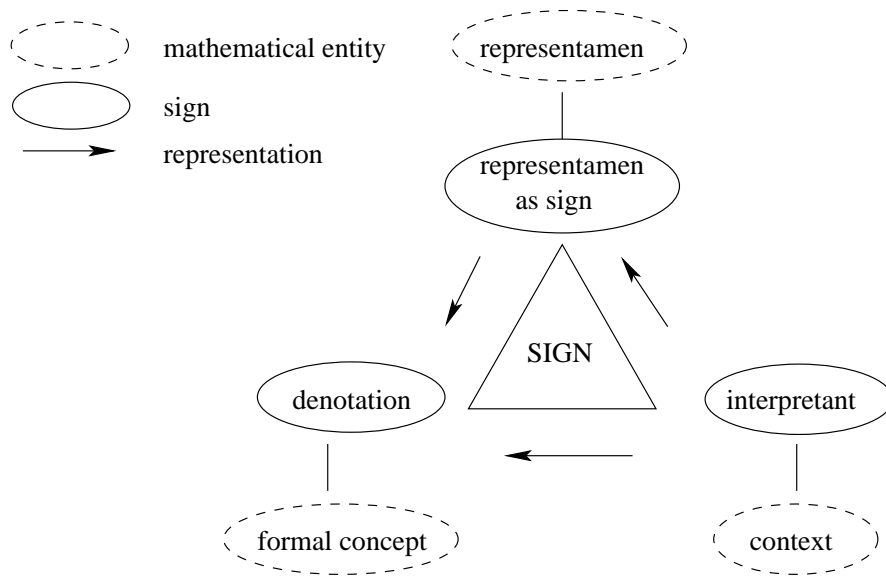 mathematical entity
sign
representation
representamen
representamen
as sign
SIGN
denotation
interpretant
formal concept
context